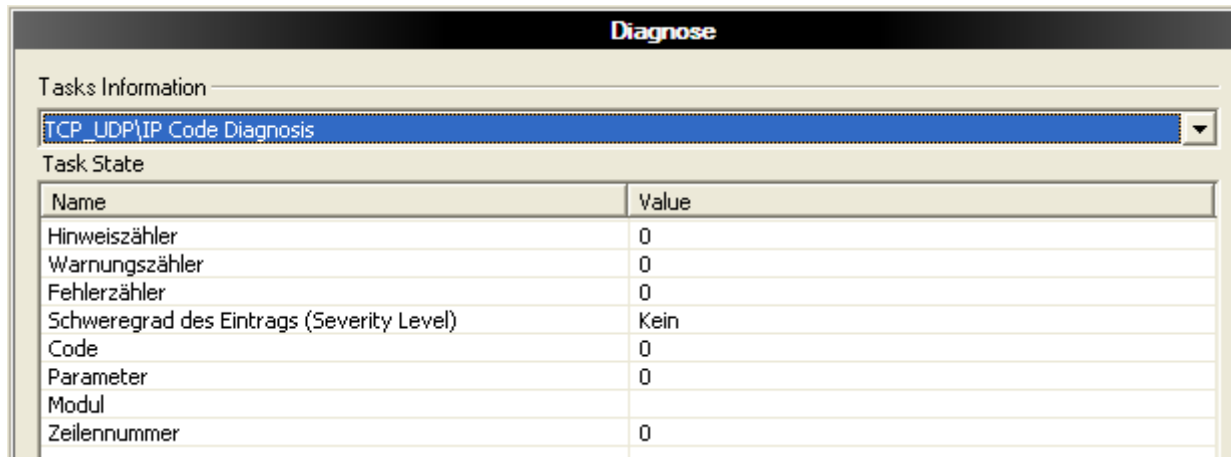 Diagnose
Tasks Information
TCP_UDP\IP Code Diagnosis
Task State
Name Value
Hinweiszähler 0
Warnungszähler 0
Fehlerzähler 0
Schweregrad des Eintrags (Severity Level) Kein
Code 0
Parameter 0
Modul
Zeilennummer 0